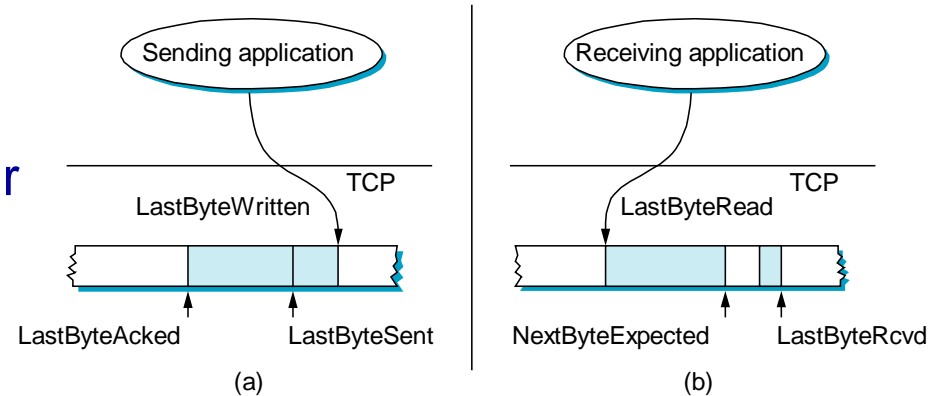 Sending application
Receiving application
r
TCP
TCP
LastByteWritten
LastByteRead
LastByteAcked
LastByteSent
NextByteExpected
LastByteRcvd
(a)
(b)